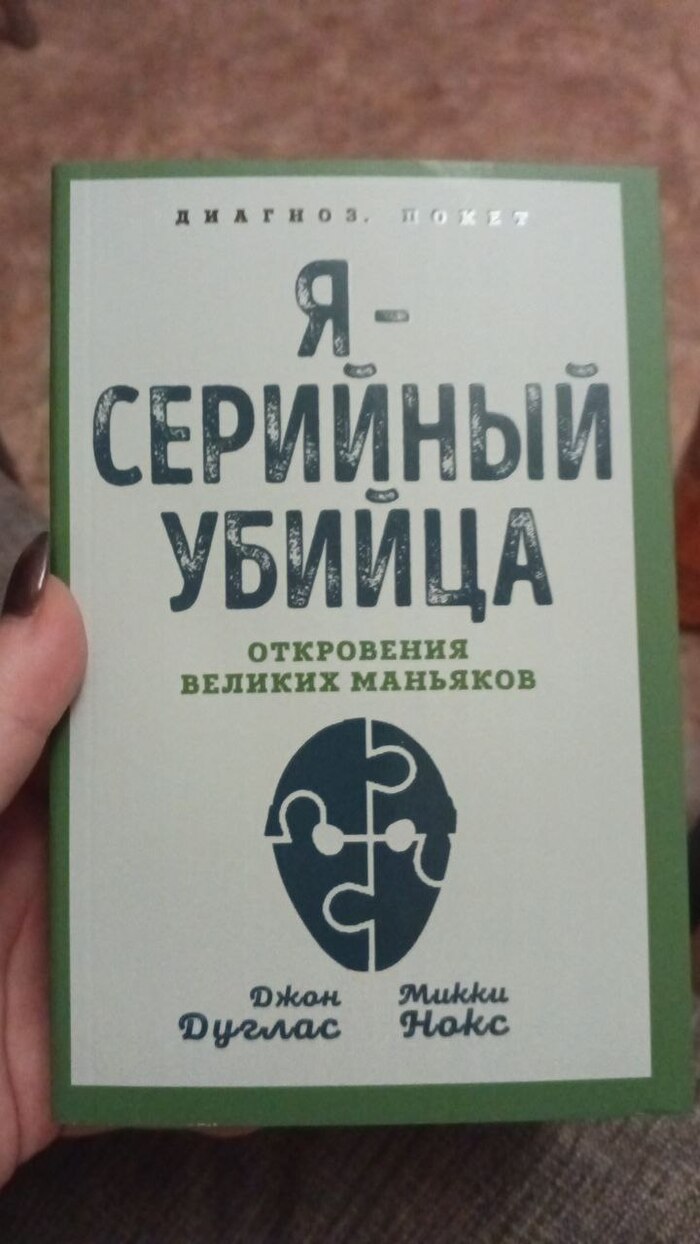 ДИАГНОЗ. ПОКЕТ
Я -
СЕРИЙНЫЙ
УБИЙЦА
ОТКРОВЕНИЯ
ВЕЛИКИХ МАНЬЯКОВ
Джон Микки
Дуглас Нокс